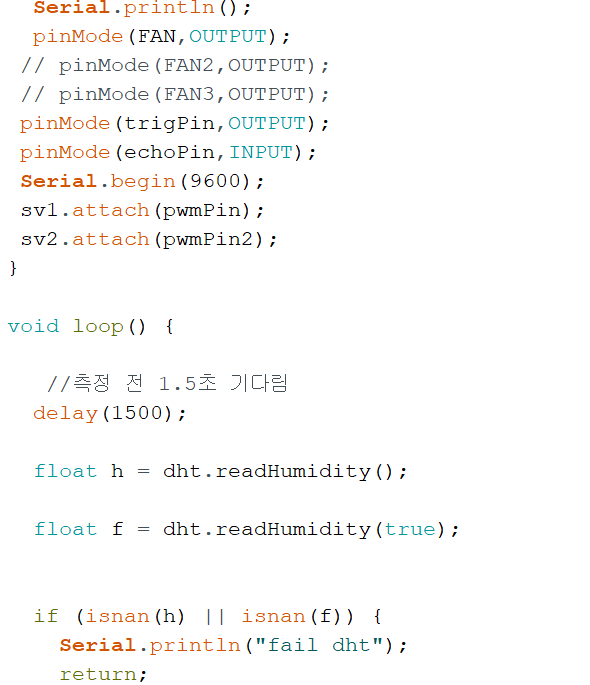 Serial.println();
pinMode(FAN,OUTPUT);
// pinMode(FAN2,OUTPUT);
// pinMode(FAN3,OUTPUT);
pinMode(trigPin,OUTPUT);
pinMode(echoPin,INPUT);
Serial.begin(9600);
sv1.attach(pwmPin);
sv2.attach(pwmPin2);
}
void loop() {
//측정 전 1.5초 기다림
delay(1500);
float h = dht.readHumidity();
float f = dht.readHumidity(true);
if (isnan(h) || isnan(f)) {
Serial.println("fail dht");
return;